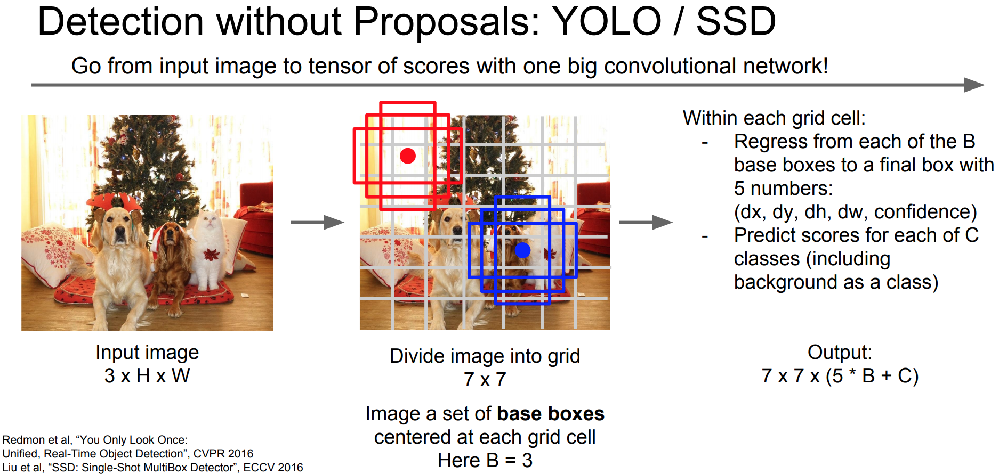 Detection without Proposals: YOLO / SSD
Go from input image to tensor of scores with one big convolutional network!
Input image
3 x H x W
Divide image into grid
7 x 7
Image a set of base boxes
centered at each grid cell
Here B = 3
Within each grid cell:
- Regress from each of the B
base boxes to a final box with
5 numbers:
(dx, dy, dh, dw, confidence)
- Predict scores for each of C
classes (including
background as a class)
Output:
7 x 7 x (5 * B + C)
Redmon et al, “You Only Look Once:
Unified, Real-Time Object Detection”, CVPR 2016
Liu et al, “SSD: Single-Shot MultiBox Detector”, ECCV 2016